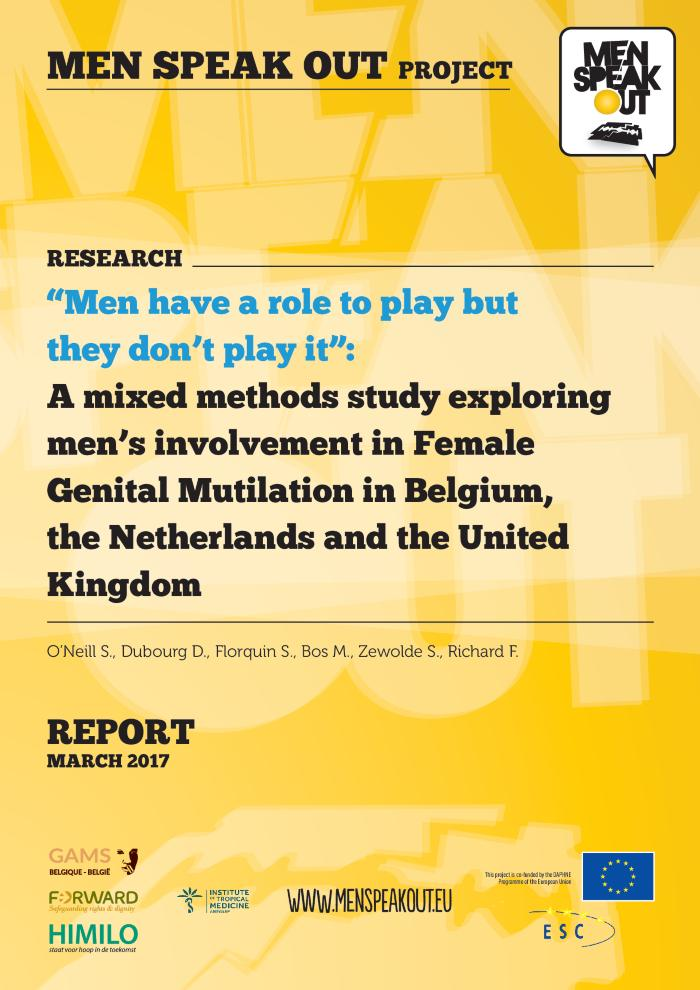 MEN SPEAK OUT PROJECT
MEN
SPEAK
OUT
RESEARCH
“Men have a role to play but
they don’t play it”:
A mixed methods study exploring
men’s involvement in Female
Genital Mutilation in Belgium,
the Netherlands and the United
Kingdom
O’Neill S., Dubourg D., Florquin S., Bos M., Zewolde S., Richard F.
REPORT
MARCH 2017
GAMS
BELGIQUE - BELGIË
FORWARD
Safeguarding rights & dignity
HIMILO
staat voor hoop in de toekomst
INSTITUTE
OF TROPICAL
MEDICINE
ANTWERP
WWW.MENSPEAKOUT.EU
This project is co-funded by the DAPHNE
Programme of the European Union
ESC